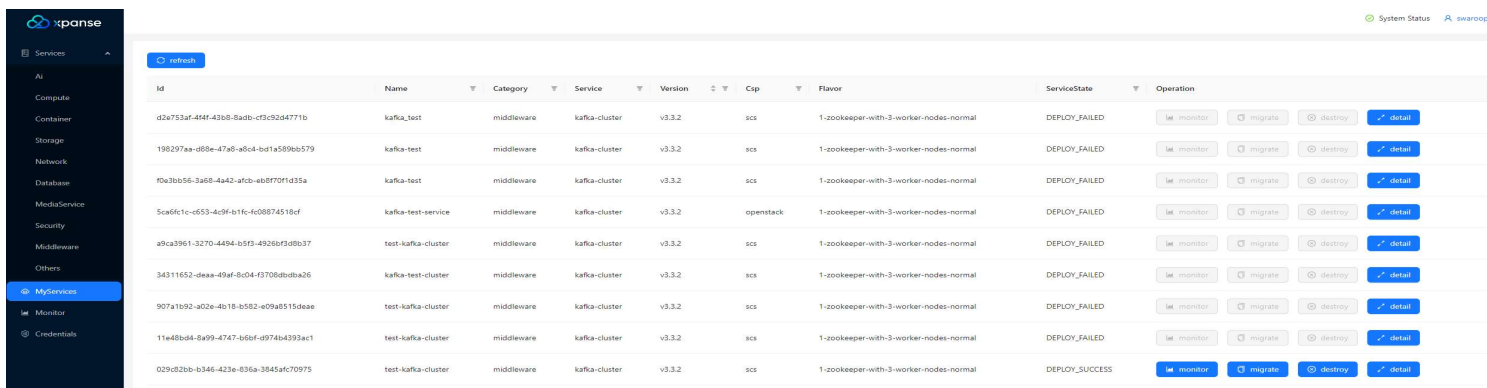 xpanse
System Status swaroop
Services
refresh
Ai
Id Name Category Service Version Csp Flavor ServiceState Operation
Compute
Container
d2e753af-4f4f-43b8-8adb-cf3c92d4771b kafka_test middleware kafka-cluster v3.3.2 scs 1-zookeeper-with-3-worker-nodes-normal DEPLOY_FAILED monitor migrate destroy detail
Storage
198297aa-d88e-47a8-a8c4-bd1a589bb579 kafka-test middleware kafka-cluster v3.3.2 scs 1-zookeeper-with-3-worker-nodes-normal DEPLOY_FAILED monitor migrate destroy detail
Network
Database
f0e3bb56-3a68-4a42-afcb-eb8f70f1d35a kafka-test middleware kafka-cluster v3.3.2 scs 1-zookeeper-with-3-worker-nodes-normal DEPLOY_FAILED monitor migrate destroy detail
MediaService
5ca6fc1c-c653-4c9f-b1fc-fc08874518cf kafka-test-service middleware kafka-cluster v3.3.2 openstack 1-zookeeper-with-3-worker-nodes-normal DEPLOY_FAILED monitor migrate destroy detail
Security
Middleware
a9ca3961-3270-4494-b5f3-4926bf3d8b37 test-kafka-cluster middleware kafka-cluster v3.3.2 scs 1-zookeeper-with-3-worker-nodes-normal DEPLOY_FAILED monitor migrate destroy detail
Others
34311652-deaa-49af-8c04-f3708dbdba26 kafka-test-cluster middleware kafka-cluster v3.3.2 scs 1-zookeeper-with-3-worker-nodes-normal DEPLOY_FAILED monitor migrate destroy detail
MyServices
907a1b92-a02e-4b18-b582-e09a8515deae test-kafka-cluster middleware kafka-cluster v3.3.2 scs 1-zookeeper-with-3-worker-nodes-normal DEPLOY_FAILED monitor migrate destroy detail
Monitor
Credentials
11e48bd4-8a99-4747-b6bf-d974b4393ac1 test-kafka-cluster middleware kafka-cluster v3.3.2 scs 1-zookeeper-with-3-worker-nodes-normal DEPLOY_FAILED monitor migrate destroy detail
029c82bb-b346-423e-836a-3845afc70975 test-kafka-cluster middleware kafka-cluster v3.3.2 scs 1-zookeeper-with-3-worker-nodes-normal DEPLOY_SUCCESS monitor migrate destroy detail